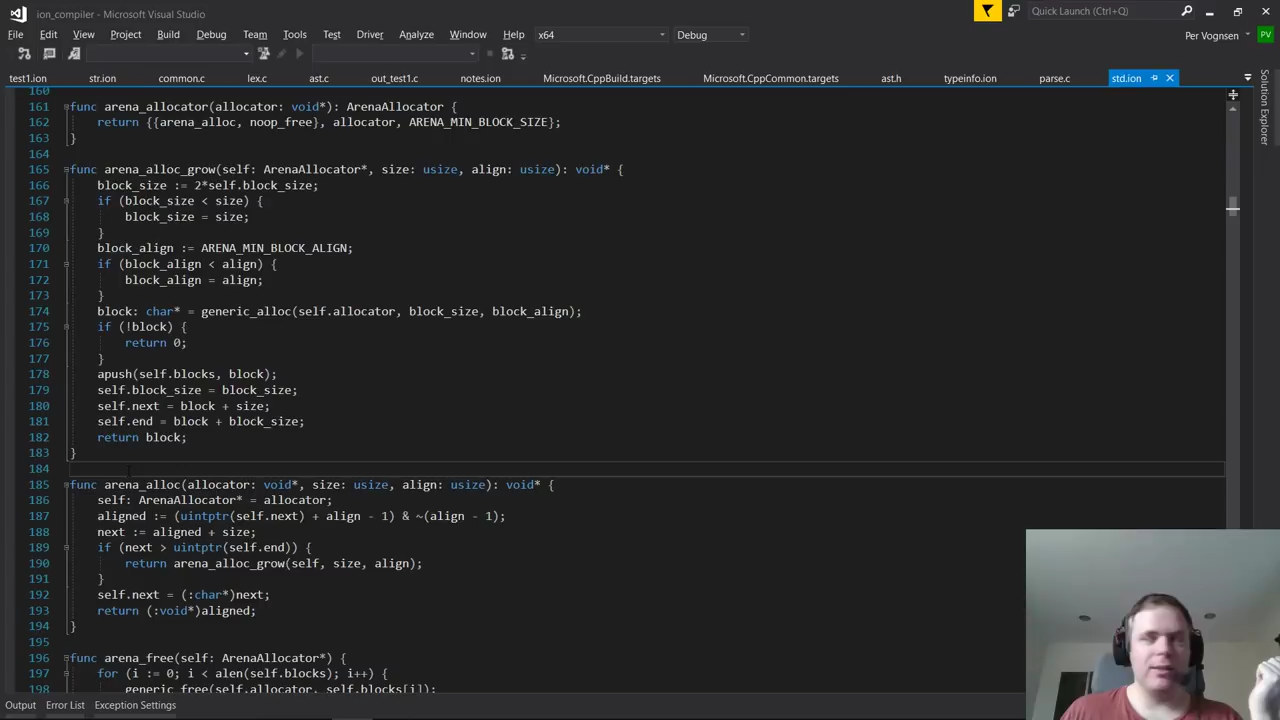 ion_compiler - Microsoft Visual Studio
Quick Launch (Ctrl+Q)
File Edit View Project Build Debug Team Tools Test Driver Analyze Window Help x64 Debug
Per Vognsen PV
test1.ion str.ion common.c lex.c ast.c out_test1.c notes.ion Microsoft.CppBuild.targets Microsoft.CppCommon.targets ast.h typeinfo.ion parse.c std.ion
Solution Explorer
160
161 func arena_allocator(allocator: void*): ArenaAllocator {
162 return {{arena_alloc, noop_free}, allocator, ARENA_MIN_BLOCK_SIZE};
163 }
164
165 func arena_alloc_grow(self: ArenaAllocator*, size: usize, align: usize): void* {
166 block_size := 2*self.block_size;
167 if (block_size < size) {
168 block_size = size;
169 }
170 block_align := ARENA_MIN_BLOCK_ALIGN;
171 if (block_align < align) {
172 block_align = align;
173 }
174 block: char* = generic_alloc(self.allocator, block_size, block_align);
175 if (!block) {
176 return 0;
177 }
178 apush(self.blocks, block);
179 self.block_size = block_size;
180 self.next = block + size;
181 self.end = block + block_size;
182 return block;
183 }
184
185 func arena_alloc(allocator: void*, size: usize, align: usize): void* {
186 self: ArenaAllocator* = allocator;
187 aligned := (uintptr(self.next) + align - 1) & ~(align - 1);
188 next := aligned + size;
189 if (next > uintptr(self.end)) {
190 return arena_alloc_grow(self, size, align);
191 }
192 self.next = (:char*)next;
193 return (:void*)aligned;
194 }
195
196 func arena_free(self: ArenaAllocator*) {
197 for (i := 0; i < alen(self.blocks); i++) {
198 generic_free(self.allocator, self.blocks[i]);
Output Error List Exception Settings